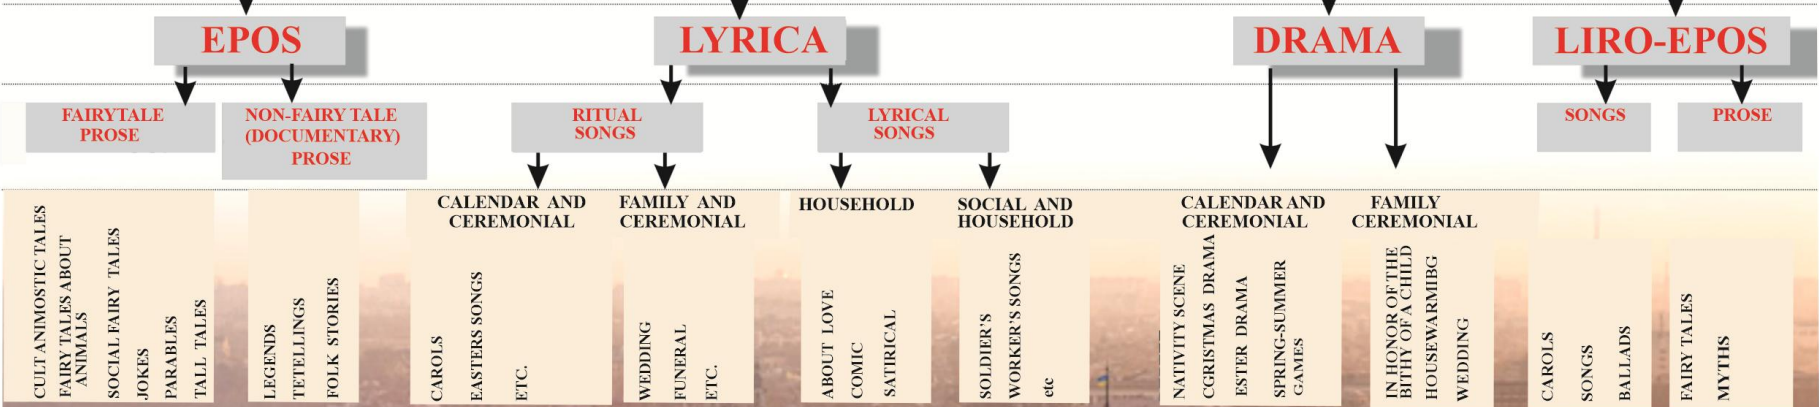 EPOS
LYRICA
DRAMA
LIRO-EPOS
FAIRYTALE
PROSE
NON-FAIRY TALE
(DOCUMENTARY)
PROSE
RITUAL
SONGS
LYRICAL
SONGS
SONGS
PROSE
CALENDAR AND
CEREMONIAL
FAMILY AND
CEREMONIAL
HOUSEHOLD
SOCIAL AND
HOUSEHOLD
CALENDAR AND
CEREMONIAL
FAMILY
CEREMONIAL
CULT ANIMOSTIC TALES
FAIRY TALES ABOUT
ANIMALS
SOCIAL FAIRY TALES
JOKES
PARABLES
TALL TALES
LEGENDS
TETELLINGS
FOLK STORIES
CAROLS
EASTERS SONGS
ETC.
WEDDING
FUNERAL
ETC.
ABOUT LOVE
COMIC
SATIRICAL
SOLDIER'S
WORKER'S SONGS
etc
NATIVITY SCENE
CGRISTMAS DRAMA
ESTER DRAMA
SPRING-SUMMER
GAMES
IN HONOR OF THE
BITHY OF A CHILD
HOUSEWARMIBG
WEDDING
CAROLS
SONGS
BALLADS
FAIRY TALES
MYTHS